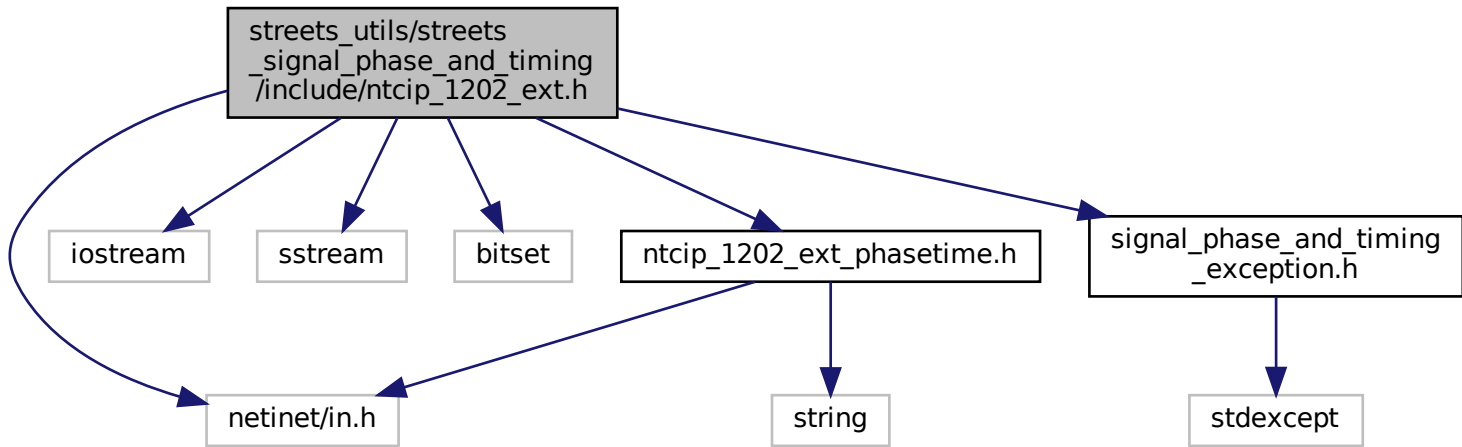 streets_utils/streets
_signal_phase_and_timing
/include/ntcip_1202_ext.h
iostream
sstream
bitset
ntcip_1202_ext_phasetime.h
signal_phase_and_timing
_exception.h
netinet/in.h
string
stdexcept